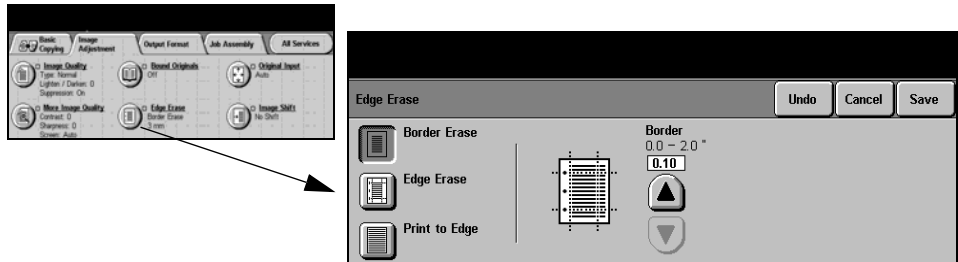 Basic Copying
Image Adjustment
Output Format
Job Assembly
All Services
Image Quality
Type: Normal
Lighten / Darken: 0
Suppression: On
Bound Originals
Off
Original Input
Auto
More Image Quality
Contrast: 0
Sharpness: 0
Screen: Auto
Edge Erase
Border Erase
3 mm
Image Shift
No Shift
Edge Erase
Undo
Cancel
Save
Border Erase
Edge Erase
Print to Edge
Border
0.0 – 2.0 "
0.10